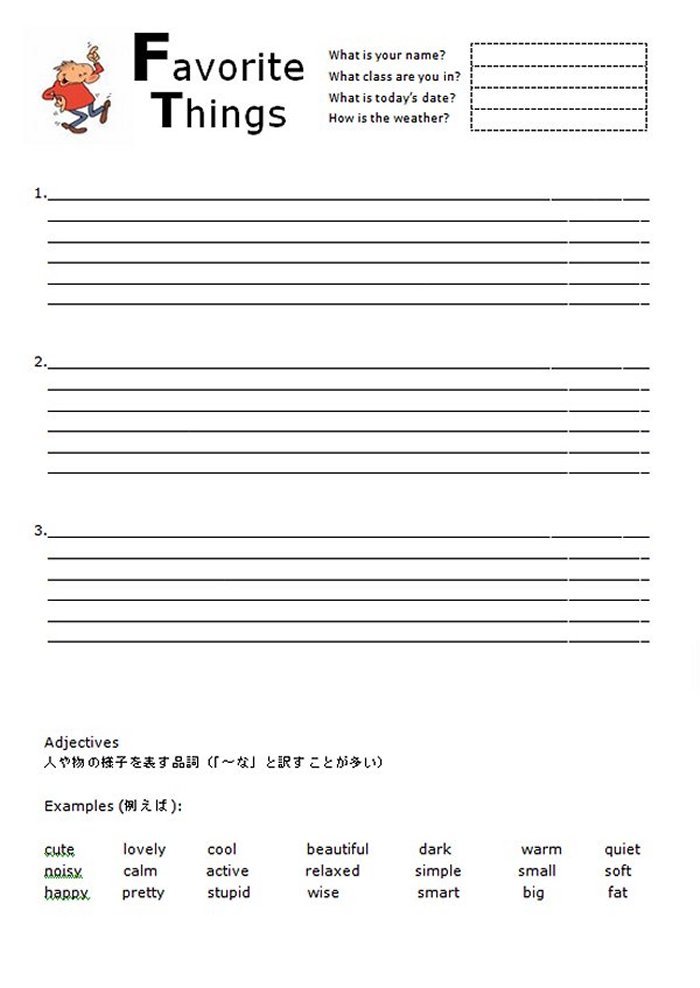 Favorite
Things
What is your name?
What class are you in?
What is today's date?
How is the weather?
1.
2.
3.
Adjectives
人や物の様子を表す品詞（「～な」と訳すことが多い）
Examples (例えば):
cute lovely cool beautiful dark warm quiet
noisy calm active relaxed simple small soft
happy pretty stupid wise smart big fat